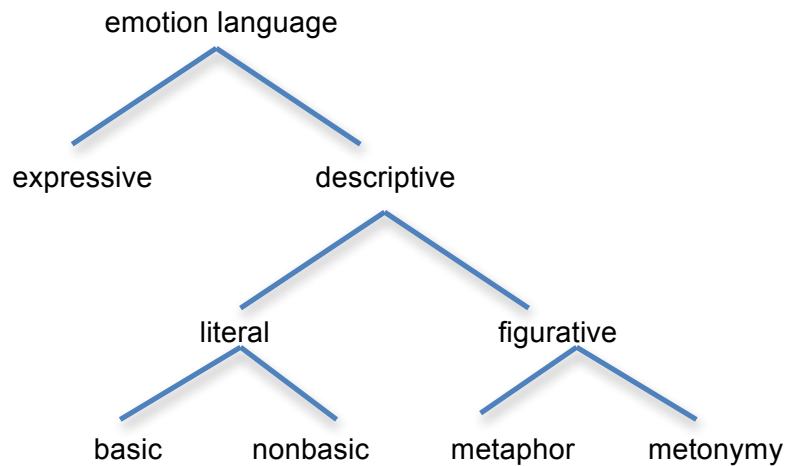 emotion language
expressive descriptive
literal figurative
basic nonbasic metaphor metonymy